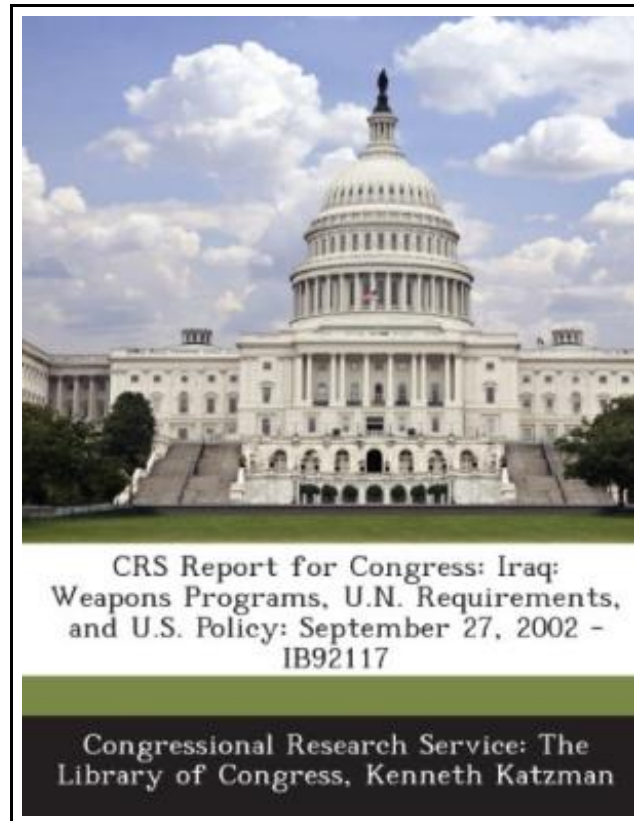 CRS Report for Congress: Iraq:
Weapons Programs, U.N. Requirements,
and U.S. Policy: September 27, 2002 –
IB92117
Congressional Research Service: The
Library of Congress, Kenneth Katzman